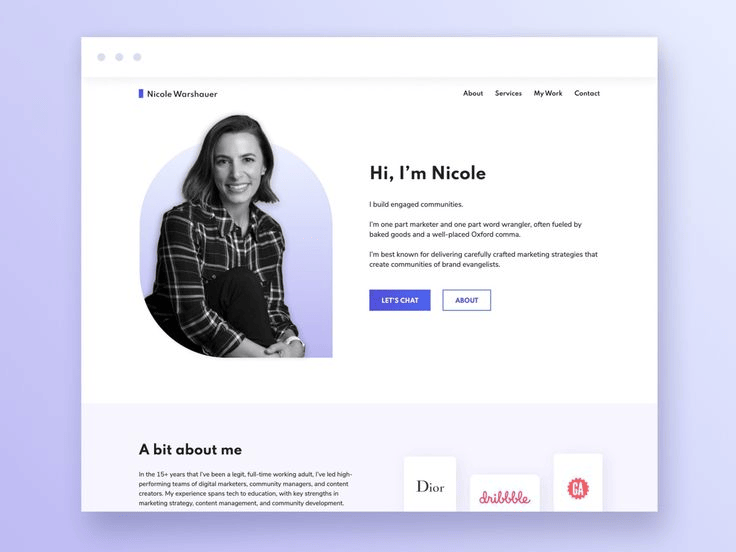 Nicole Warshauer
About Services My Work Contact
Hi, I'm Nicole
I build engaged communities.
I'm one part marketer and one part word wrangler, often fueled by
baked goods and a well-placed Oxford comma.
I'm best known for delivering carefully crafted marketing strategies that
create communities of brand evangelists.
LET'S CHAT ABOUT
A bit about me
In the 15+ years that I've been a legit, full-time working adult, I've led high-
performing teams of digital marketers, community managers, and content
creators. My experience spans tech to education, with key strengths in
marketing strategy, content management, and community development.
Dior
dribbble
GA